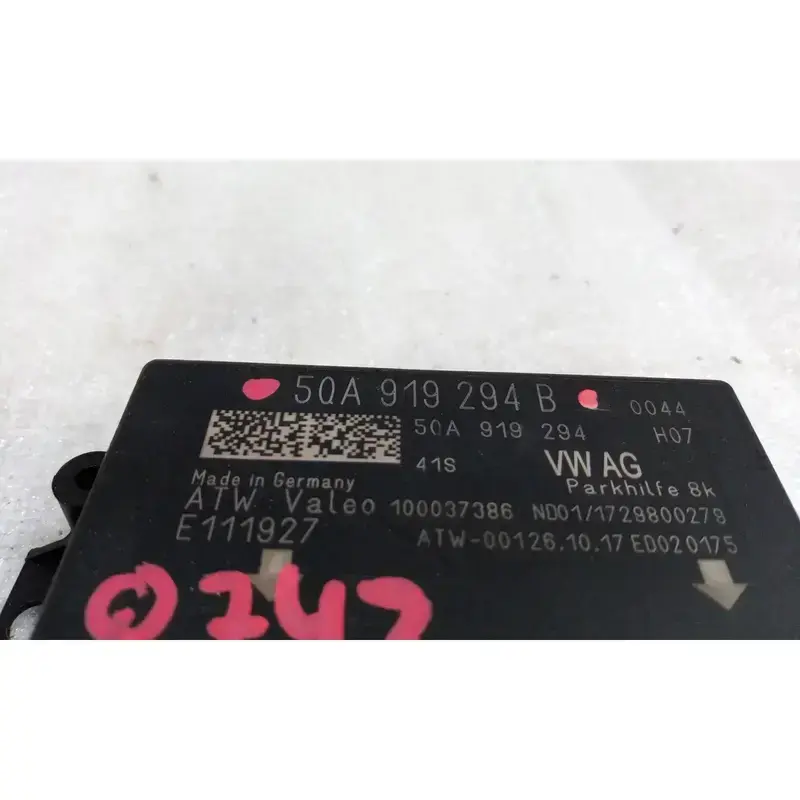 5QA 919 294 B 0044
5QA 919 294 H07
41S VW AG
Made in Germany Parkhilfe 8k
ATW Valeo 100037386 ND01/1729800279
E111927 ATW-00126.10.17 ED020175